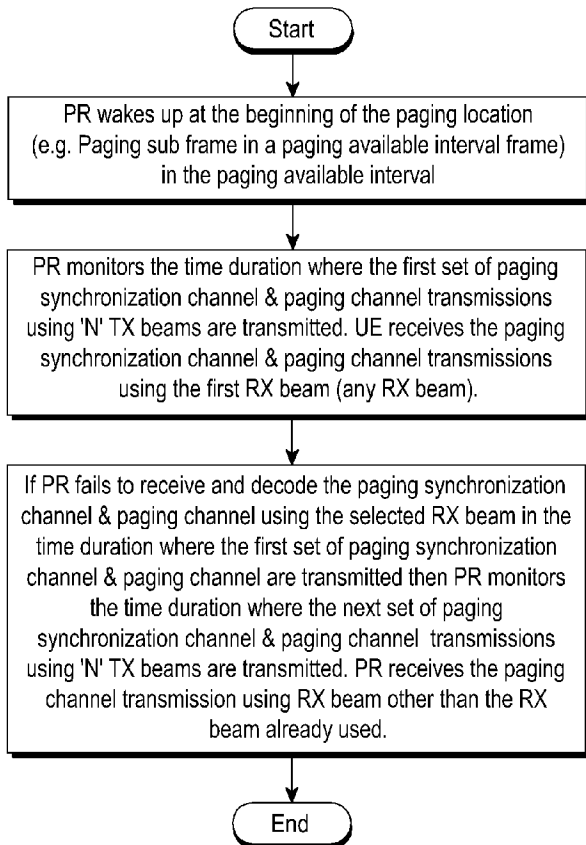 Start
PR wakes up at the beginning of the paging location
(e.g. Paging sub frame in a paging available interval frame)
in the paging available interval
PR monitors the time duration where the first set of paging
synchronization channel & paging channel transmissions
using 'N' TX beams are transmitted. UE receives the paging
synchronization channel & paging channel transmissions
using the first RX beam (any RX beam).
If PR fails to receive and decode the paging synchronization
channel & paging channel using the selected RX beam in the
time duration where the first set of paging synchronization
channel & paging channel are transmitted then PR monitors
the time duration where the next set of paging
synchronization channel & paging channel transmissions
using 'N' TX beams are transmitted. PR receives the paging
channel transmission using RX beam other than the RX
beam already used.
End